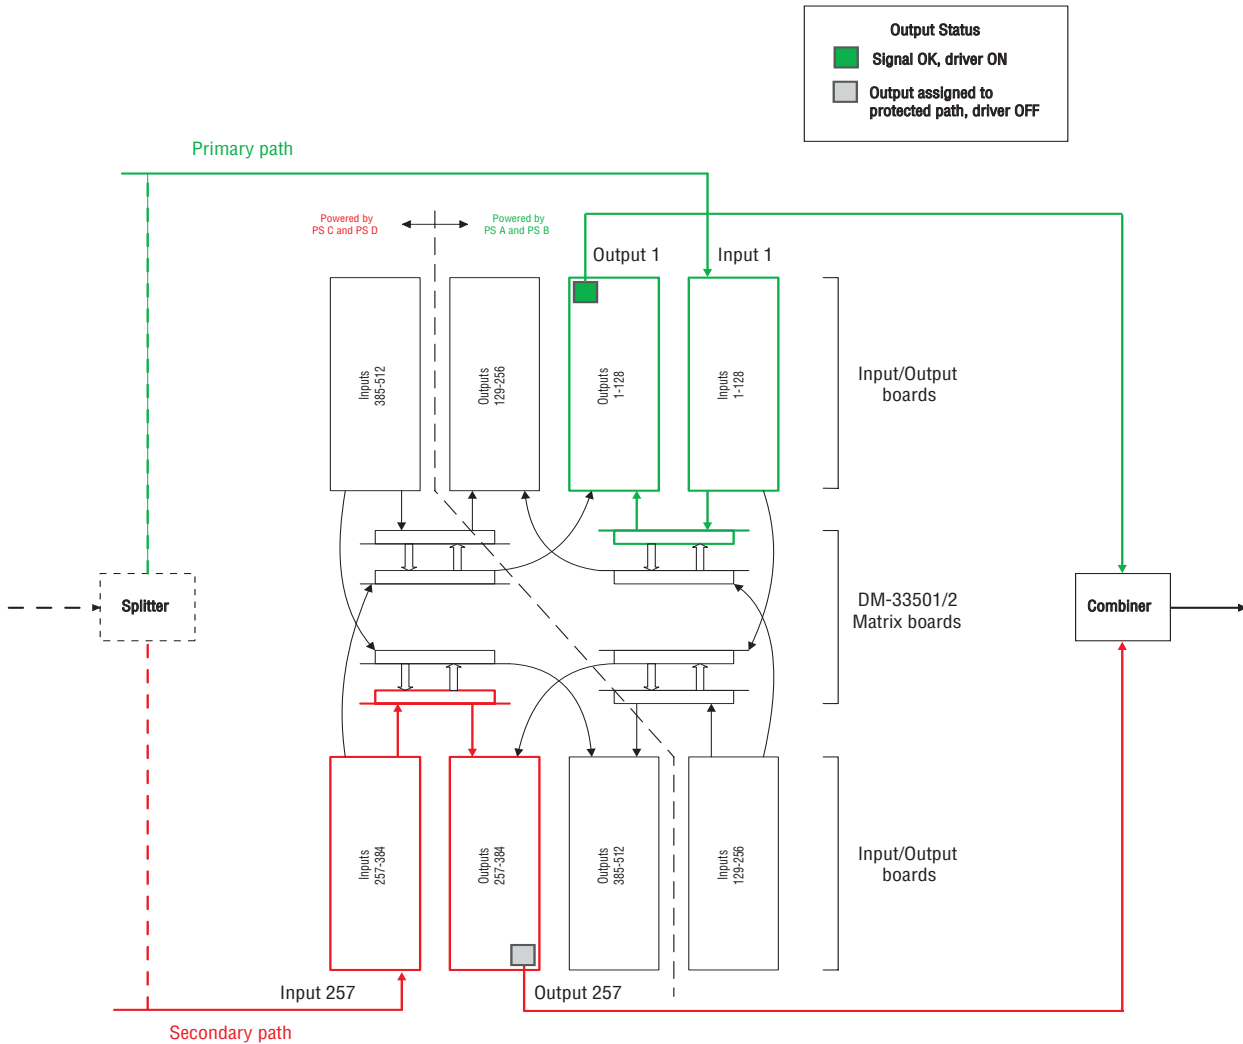 Output Status
Signal OK, driver ON
Output assigned to
protected path, driver OFF
Primary path
Powered by
PS C and PS D
Powered by
PS A and PS B
Output 1
Input 1
Inputs
385-512
Outputs
129-256
Outputs
1-128
Inputs
1-128
Input/Output
boards
Splitter
DM-33501/2
Matrix boards
Combiner
Inputs
257-384
Outputs
257-384
Outputs
385-512
Inputs
129-256
Input/Output
boards
Input 257
Output 257
Secondary path